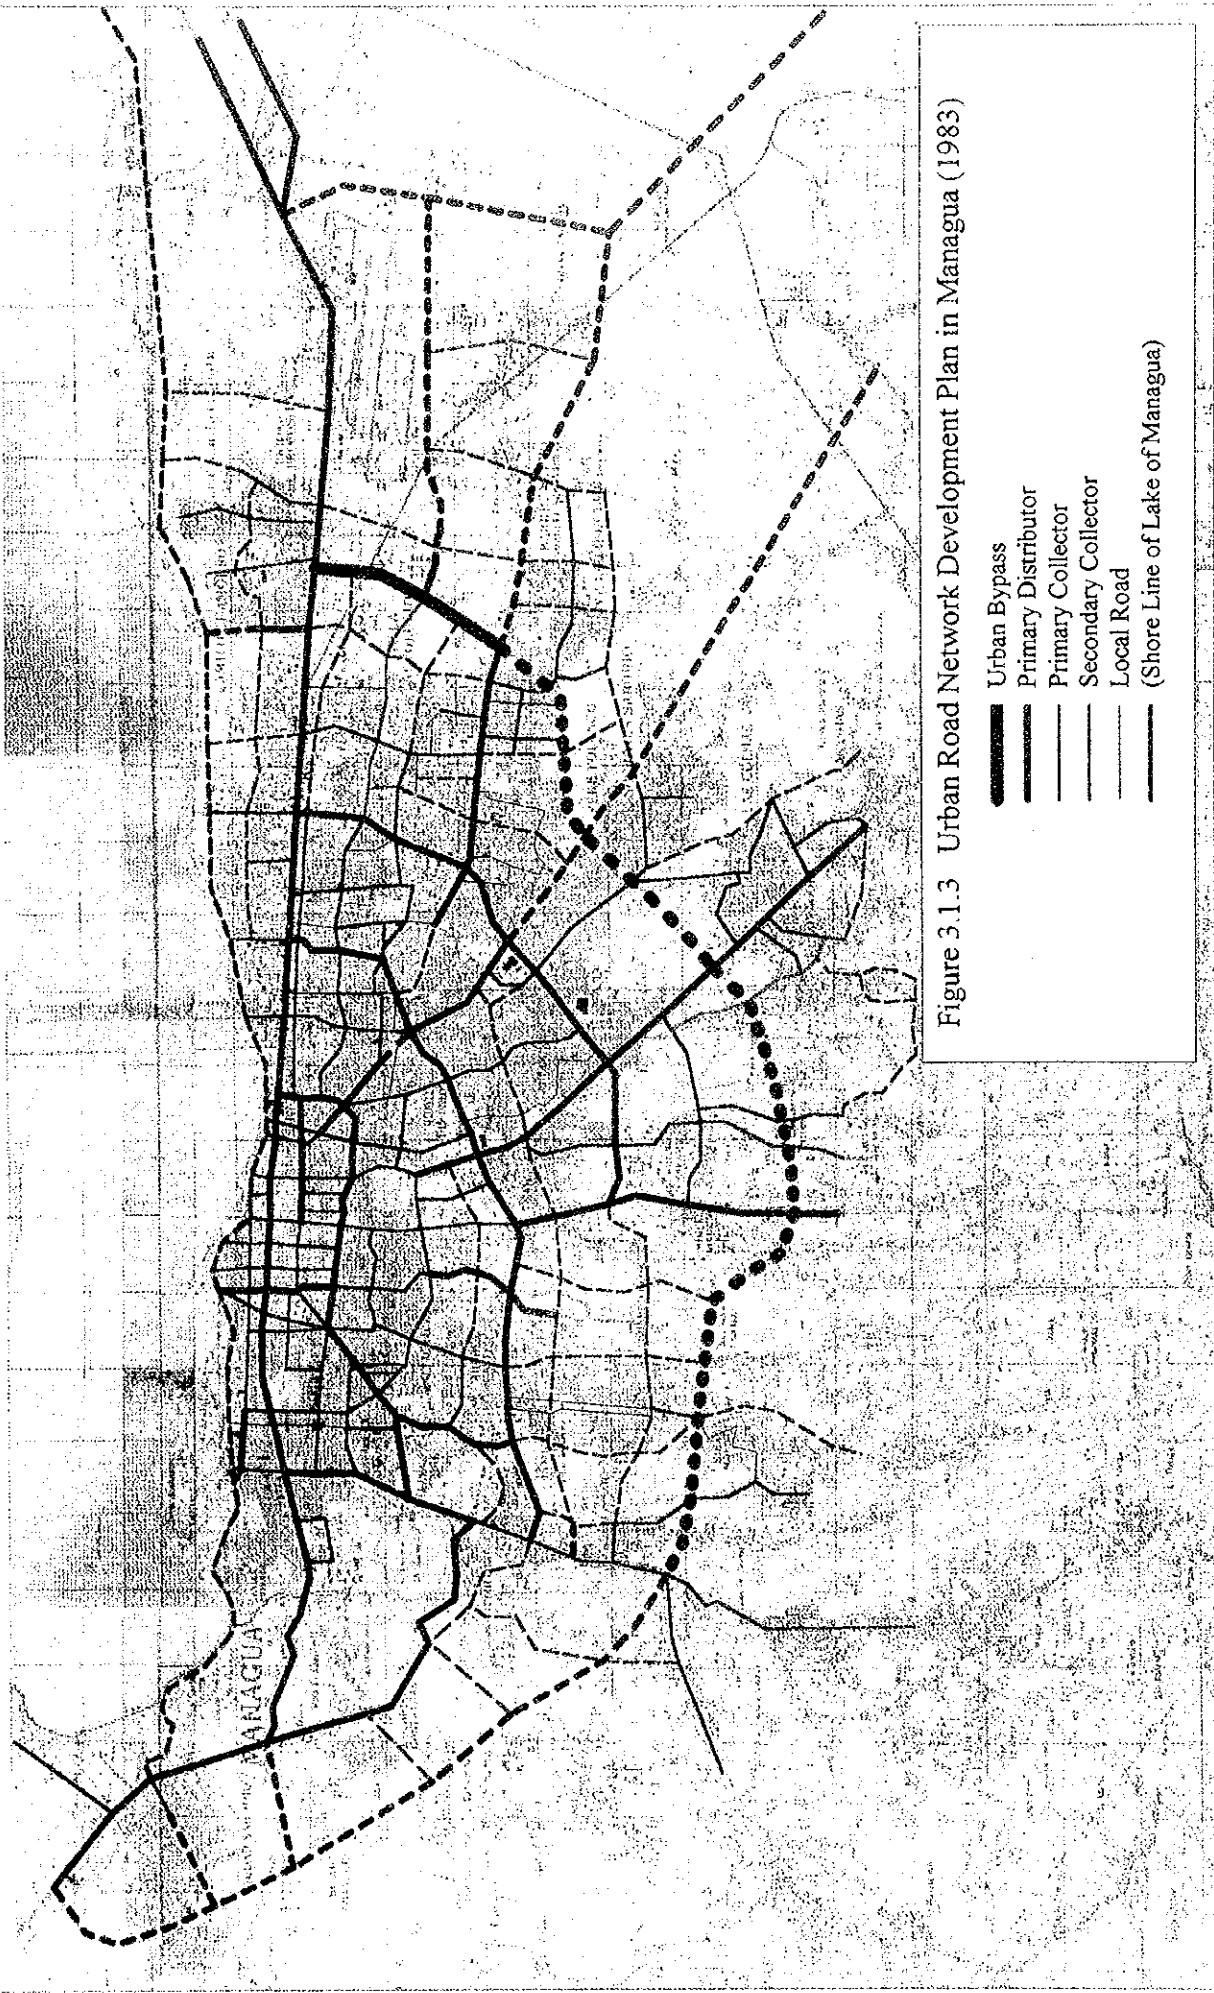 ANAGUA
Figure 3.1.3 Urban Road Network Development Plan in Managua (1983)
Urban Bypass
Primary Distributor
Primary Collector
Secondary Collector
Local Road
(Shore Line of Lake of Managua)